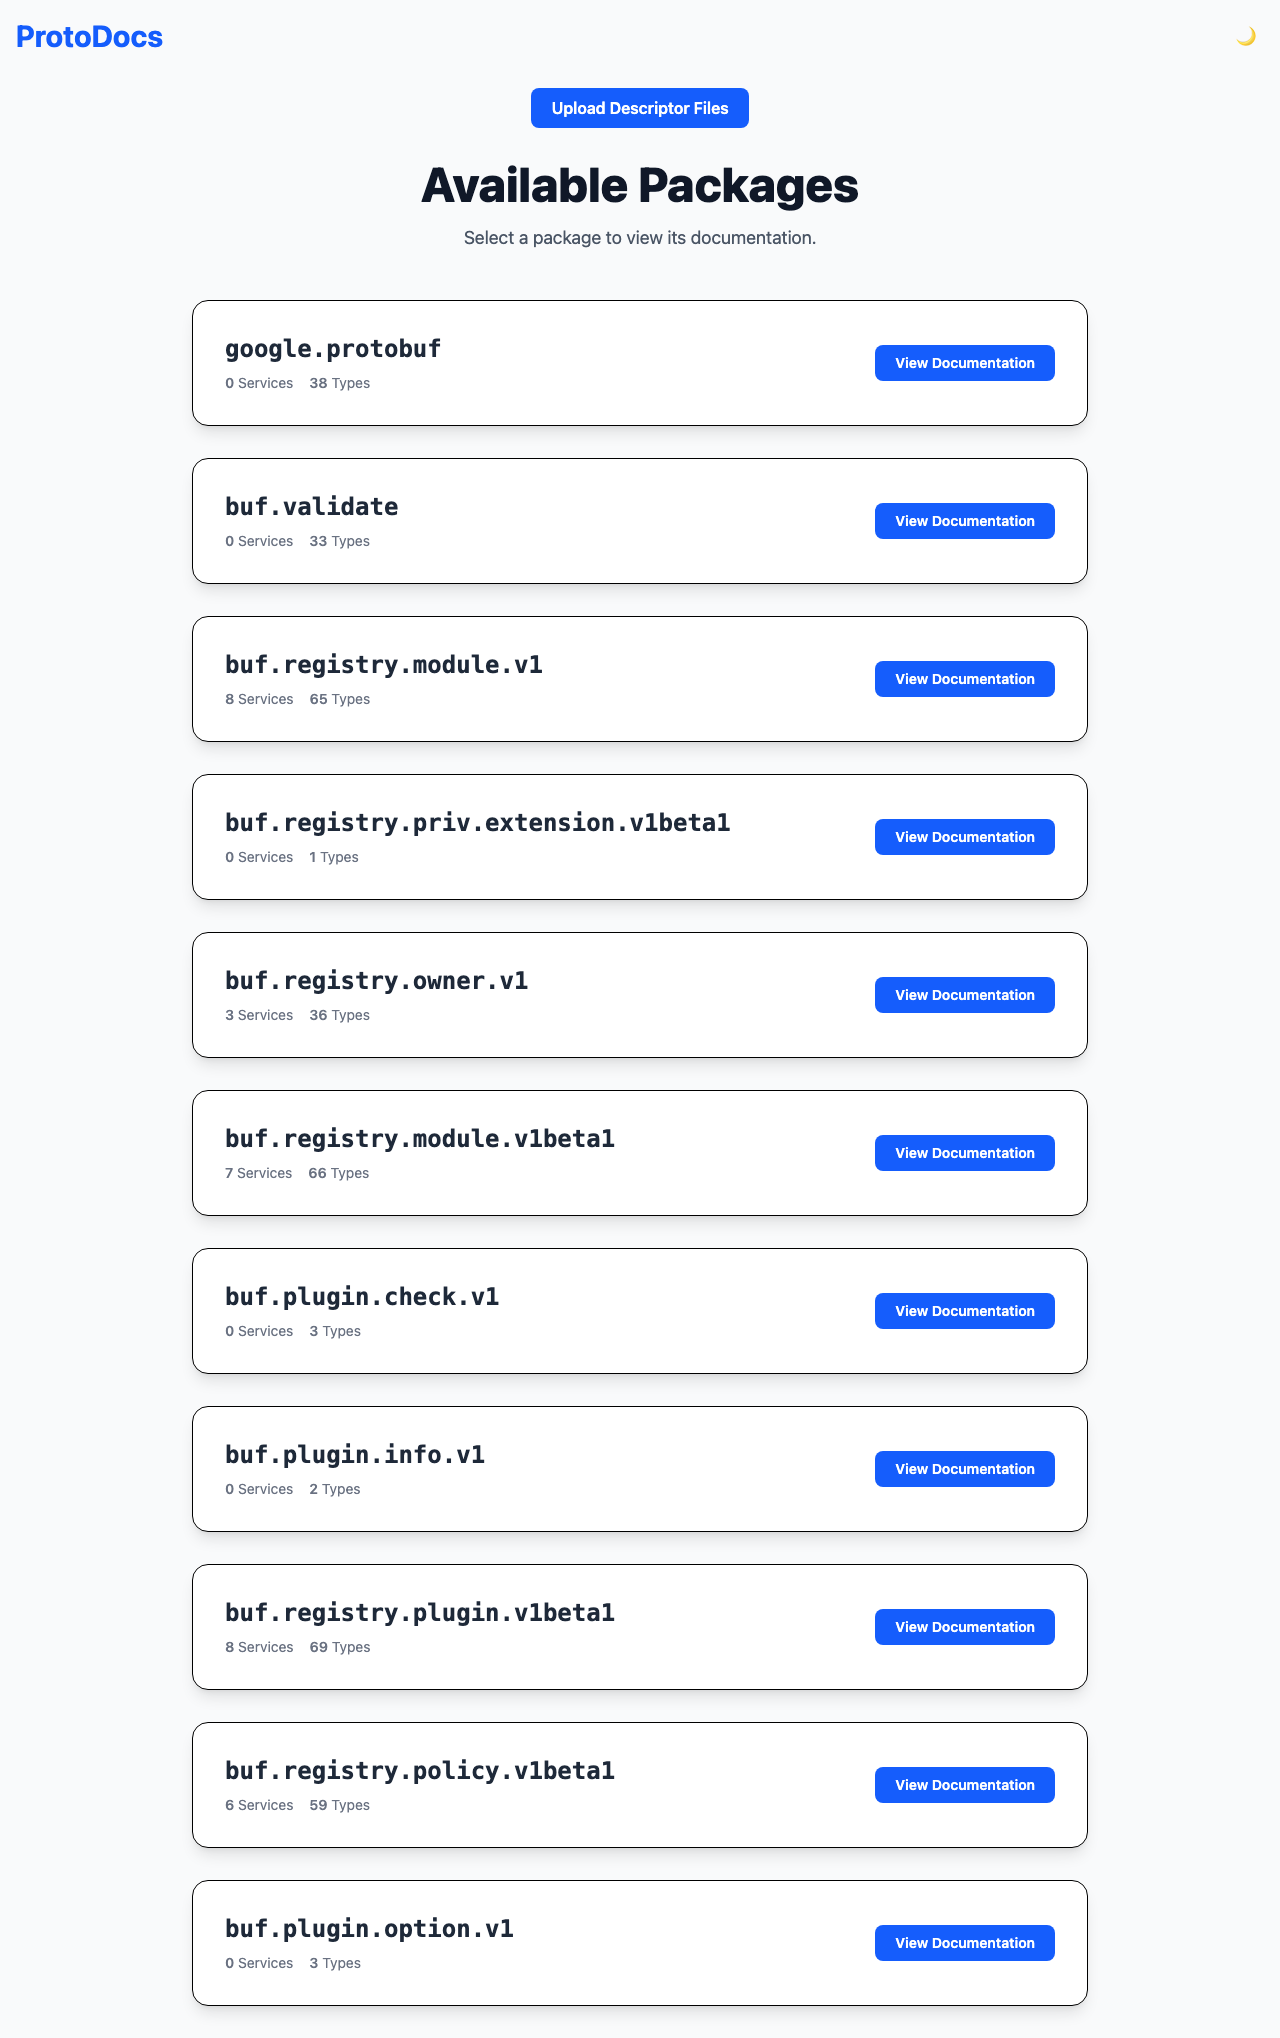 ProtoDocs
Upload Descriptor Files
Available Packages
Select a package to view its documentation.
google.protobuf
0 Services 38 Types
View Documentation
buf.validate
0 Services 33 Types
View Documentation
buf.registry.module.v1
8 Services 65 Types
View Documentation
buf.registry.priv.extension.v1beta1
0 Services 1 Types
View Documentation
buf.registry.owner.v1
3 Services 36 Types
View Documentation
buf.registry.module.v1beta1
7 Services 66 Types
View Documentation
buf.plugin.check.v1
0 Services 3 Types
View Documentation
buf.plugin.info.v1
0 Services 2 Types
View Documentation
buf.registry.plugin.v1beta1
8 Services 69 Types
View Documentation
buf.registry.policy.v1beta1
6 Services 59 Types
View Documentation
buf.plugin.option.v1
0 Services 3 Types
View Documentation